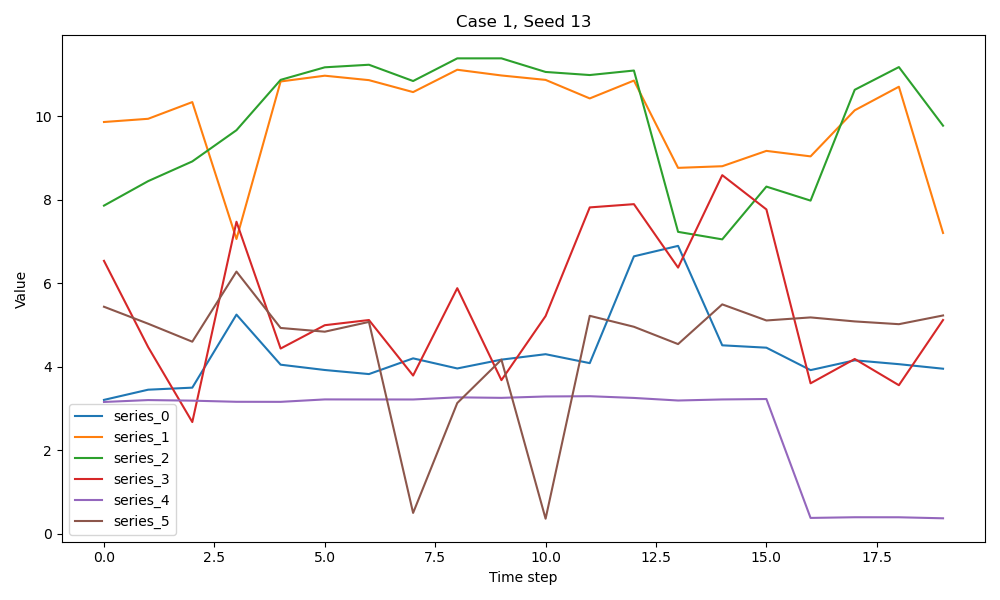 Case 1, Seed 13
Value
10
8
6
4
2
0
series_0
series_1
series_2
series_3
series_4
series_5
0.0 2.5 5.0 7.5 10.0 12.5 15.0 17.5
Time step